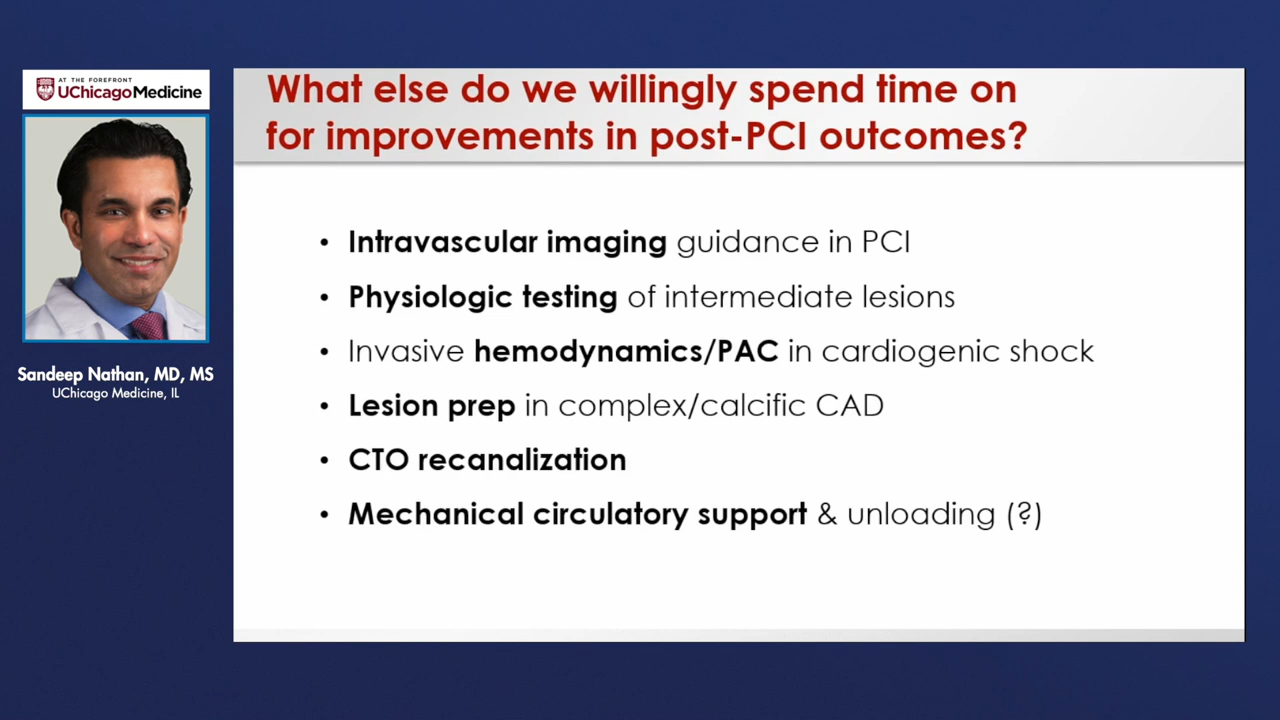 AT THE FOREFRONT
UChicagoMedicine
Sandeep Nathan, MD, MS
UChicago Medicine, IL
What else do we willingly spend time on
for improvements in post-PCI outcomes?
• Intravascular imaging guidance in PCI
• Physiologic testing of intermediate lesions
• Invasive hemodynamics/PAC in cardiogenic shock
• Lesion prep in complex/calcific CAD
• CTO recanalization
• Mechanical circulatory support & unloading (?)